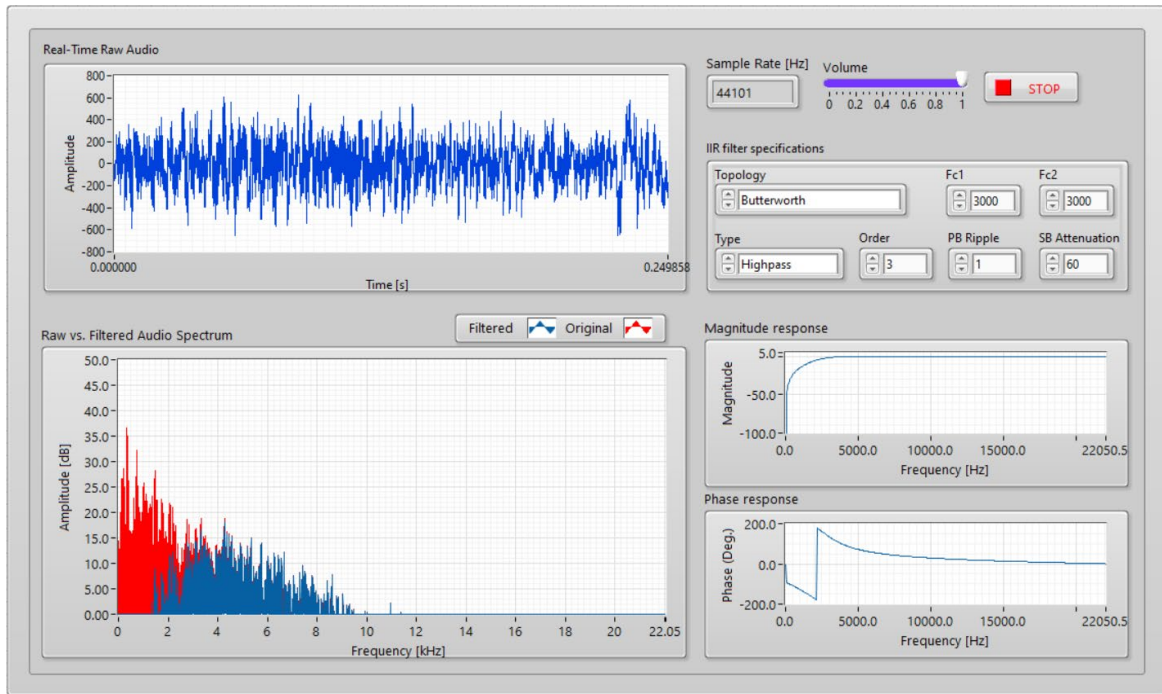 Real-Time Raw Audio
800
600
400
200
0
-200
-400
-600
-800
Amplitude
0.000000
0.249858
Time [s]
Sample Rate [Hz]
44101
Volume
0 0.2 0.4 0.6 0.8 1
STOP
IIR filter specifications
Topology Fc1 Fc2
Butterworth 3000 3000
Type Order PB Ripple SB Attenuation
Highpass 3 1 60
Raw vs. Filtered Audio Spectrum
Filtered Original
50.0
45.0
40.0
35.0
30.0
25.0
20.0
15.0
10.0
5.00
0.00
Amplitude [dB]
0 2 4 6 8 10 12 14 16 18 20 22.05
Frequency [kHz]
Magnitude response
5.0
-50.0
-100.0
Magnitude
0.0 5000.0 10000.0 15000.0 22050.5
Frequency [Hz]
Phase response
200.0
0.0
-200.0
Phase (Deg.)
0.0 5000.0 10000.0 15000.0 22050.5
Frequency [Hz]